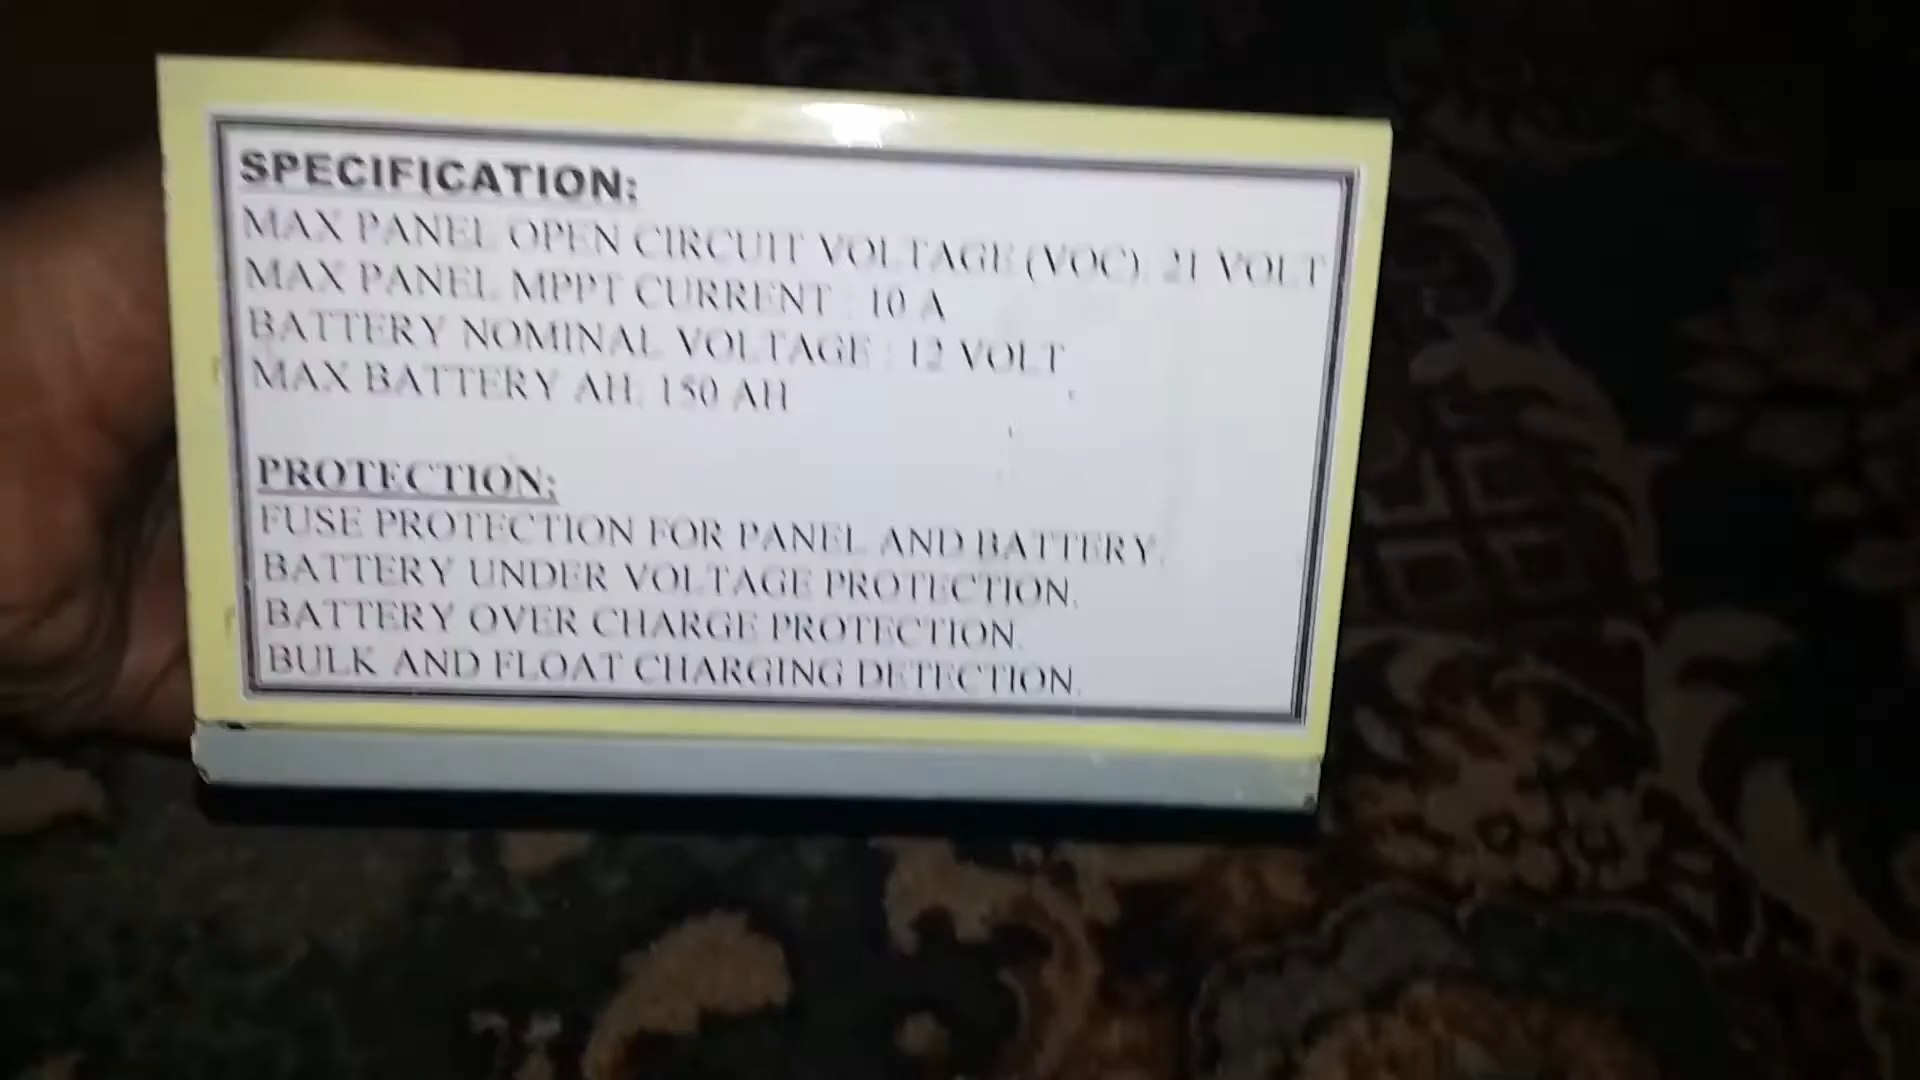 SPECIFICATION:
MAX PANEL OPEN CIRCUIT VOLTAGE (VOC): 21 VOLT
MAX PANEL MPPT CURRENT : 10 A
BATTERY NOMINAL VOLTAGE : 12 VOLT
MAX BATTERY AH: 150 AH
PROTECTION:
FUSE PROTECTION FOR PANEL AND BATTERY.
BATTERY UNDER VOLTAGE PROTECTION.
BATTERY OVER CHARGE PROTECTION.
BULK AND FLOAT CHARGING DETECTION.